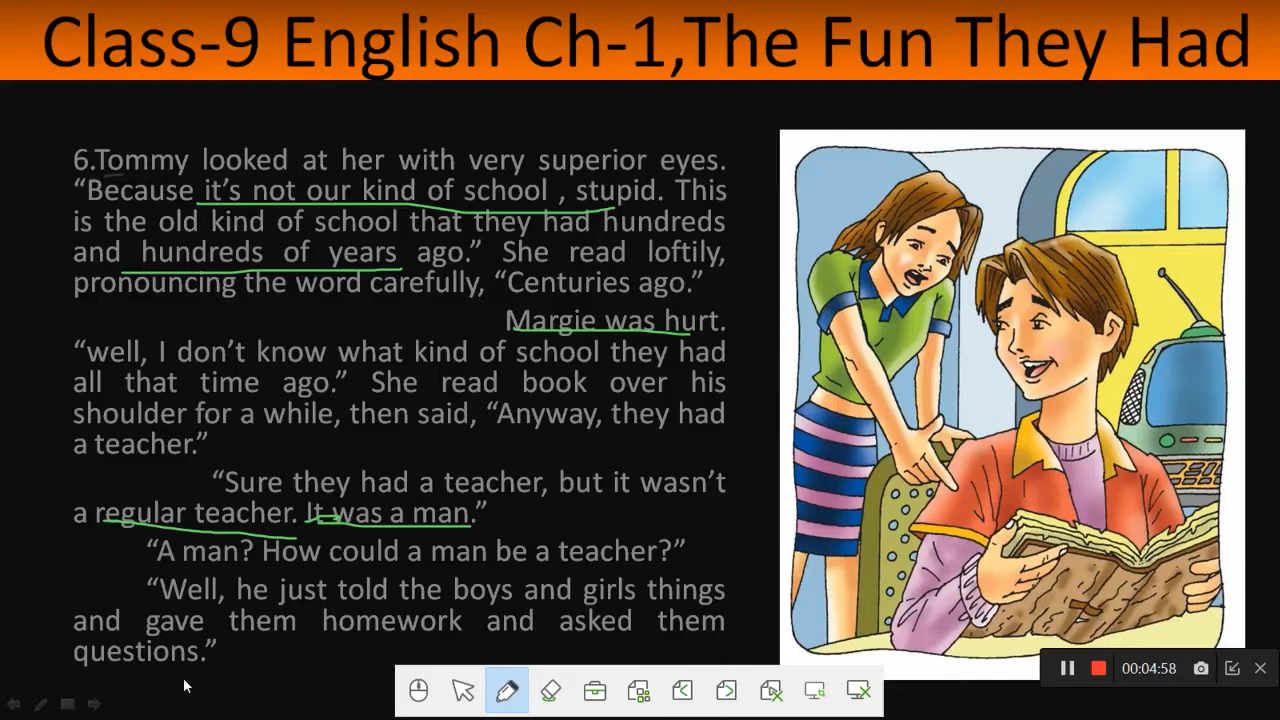 Class-9 English Ch-1,The Fun They Had
6.Tommy looked at her with very superior eyes.
“Because it’s not our kind of school , stupid. This
is the old kind of school that they had hundreds
and hundreds of years ago.” She read loftily,
pronouncing the word carefully, “Centuries ago.”
Margie was hurt.
“well, I don’t know what kind of school they had
all that time ago.” She read book over his
shoulder for a while, then said, “Anyway, they had
a teacher.”
“Sure they had a teacher, but it wasn’t
a regular teacher. It was a man.”
“A man? How could a man be a teacher?”
“Well, he just told the boys and girls things
and gave them homework and asked them
questions.”
00:04:58